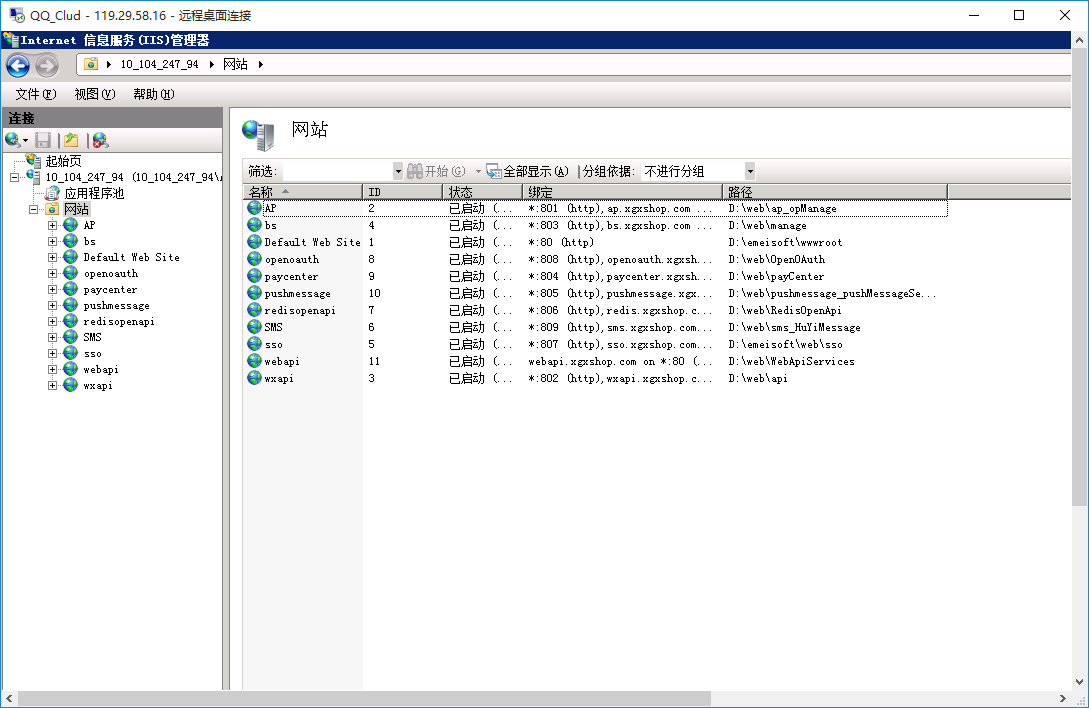 QQ_Clud - 119.29.58.16 - 远程桌面连接
Internet 信息服务(IIS)管理器
10_104_247_94 网站
文件(F) 视图(V) 帮助(H)
连接
起始页
10_104_247_94 (10_104_247_94\
应用程序池
网站
AP
bs
Default Web Site
openoauth
paycenter
pushmessage
redisopenapi
SMS
sso
webapi
wxapi
网站
筛选: 开始(G) 全部显示(A) 分组依据: 不进行分组
名称 ID 状态 绑定 路径
AP 2 已启动 (... *:801 (http),ap.xgxshop.com ... D:\web\ap_opManage
bs 4 已启动 (... *:803 (http),bs.xgxshop.com ... D:\web\manage
Default Web Site 1 已启动 (... *:80 (http) D:\emeisoft\wwwroot
openoauth 8 已启动 (... *:808 (http),openoauth.xgxsh... D:\web\OpenOAuth
paycenter 9 已启动 (... *:804 (http),paycenter.xgxsh... D:\web\payCenter
pushmessage 10 已启动 (... *:805 (http),pushmessage.xgx... D:\web\pushmessage_pushMessageSe...
redisopenapi 7 已启动 (... *:806 (http),redis.xgxshop.c... D:\web\RedisOpenApi
SMS 6 已启动 (... *:809 (http),sms.xgxshop.com... D:\web\sms_HuYiMessage
sso 5 已启动 (... *:807 (http),sso.xgxshop.com... D:\emeisoft\web\sso
webapi 11 已启动 (... webapi.xgxshop.com on *:80 (... D:\web\WebApiServices
wxapi 3 已启动 (... *:802 (http),wxapi.xgxshop.c... D:\web\api